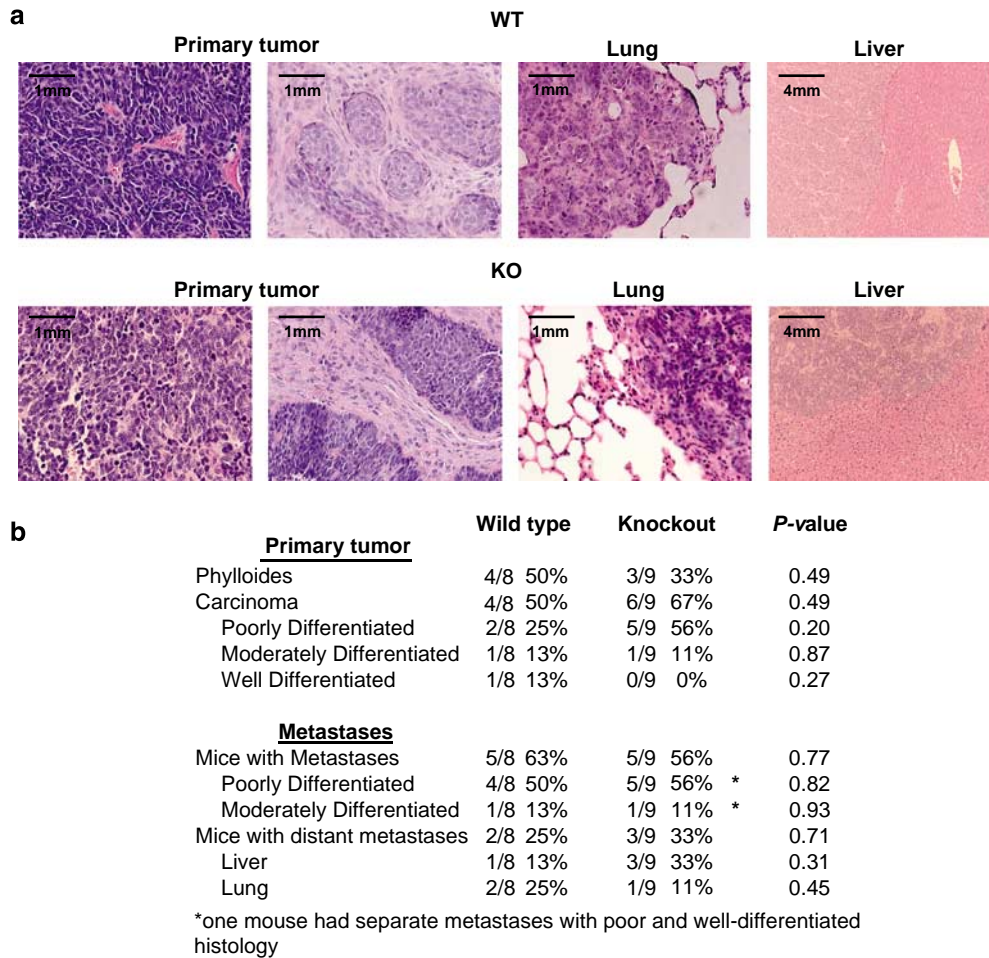 a
WT
Primary tumor Lung Liver
1mm 1mm 1mm 4mm
KO
Primary tumor Lung Liver
1mm 1mm 1mm 4mm
b
Wild type Knockout P-value
Primary tumor
Phylloides 4/8 50% 3/9 33% 0.49
Carcinoma 4/8 50% 6/9 67% 0.49
Poorly Differentiated 2/8 25% 5/9 56% 0.20
Moderately Differentiated 1/8 13% 1/9 11% 0.87
Well Differentiated 1/8 13% 0/9 0% 0.27
Metastases
Mice with Metastases 5/8 63% 5/9 56% 0.77
Poorly Differentiated 4/8 50% 5/9 56% * 0.82
Moderately Differentiated 1/8 13% 1/9 11% * 0.93
Mice with distant metastases 2/8 25% 3/9 33% 0.71
Liver 1/8 13% 3/9 33% 0.31
Lung 2/8 25% 1/9 11% 0.45
*one mouse had separate metastases with poor and well-differentiated
histology